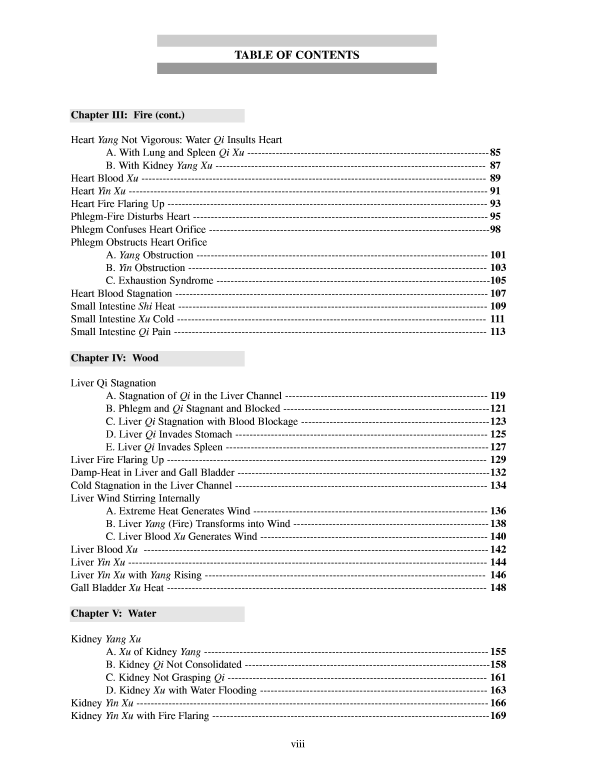 TABLE OF CONTENTS
Chapter III: Fire (cont.)
Heart Yang Not Vigorous: Water Qi Insults Heart
A. With Lung and Spleen Qi Xu ---------------------------------------------------------------------85
B. With Kidney Yang Xu ----------------------------------------------------------------------------- 87
Heart Blood Xu -------------------------------------------------------------------------------------------------- 89
Heart Yin Xu ------------------------------------------------------------------------------------------------------ 91
Heart Fire Flaring Up ------------------------------------------------------------------------------------------- 93
Phlegm-Fire Disturbs Heart ------------------------------------------------------------------------------------ 95
Phlegm Confuses Heart Orifice --------------------------------------------------------------------------------98
Phlegm Obstructs Heart Orifice
A. Yang Obstruction ----------------------------------------------------------------------------------- 101
B. Yin Obstruction ------------------------------------------------------------------------------------- 103
C. Exhaustion Syndrome ------------------------------------------------------------------------------105
Heart Blood Stagnation ----------------------------------------------------------------------------------------- 107
Small Intestine Shi Heat ---------------------------------------------------------------------------------------- 109
Small Intestine Xu Cold ---------------------------------------------------------------------------------------- 111
Small Intestine Qi Pain ----------------------------------------------------------------------------------------- 113
Chapter IV: Wood
Liver Qi Stagnation
A. Stagnation of Qi in the Liver Channel ---------------------------------------------------------- 119
B. Phlegm and Qi Stagnant and Blocked -----------------------------------------------------------121
C. Liver Qi Stagnation with Blood Blockage ------------------------------------------------------123
D. Liver Qi Invades Stomach ------------------------------------------------------------------------ 125
E. Liver Qi Invades Spleen --------------------------------------------------------------------------- 127
Liver Fire Flaring Up ------------------------------------------------------------------------------------------- 129
Damp-Heat in Liver and Gall Bladder ------------------------------------------------------------------------132
Cold Stagnation in the Liver Channel ------------------------------------------------------------------------ 134
Liver Wind Stirring Internally
A. Extreme Heat Generates Wind ------------------------------------------------------------------- 136
B. Liver Yang (Fire) Transforms into Wind ------------------------------------------------------- 138
C. Liver Blood Xu Generates Wind ----------------------------------------------------------------- 140
Liver Blood Xu -------------------------------------------------------------------------------------------------- 142
Liver Yin Xu ------------------------------------------------------------------------------------------------------ 144
Liver Yin Xu with Yang Rising -------------------------------------------------------------------------------- 146
Gall Bladder Xu Heat ------------------------------------------------------------------------------------------- 148
Chapter V: Water
Kidney Yang Xu
A. Xu of Kidney Yang --------------------------------------------------------------------------------- 155
B. Kidney Qi Not Consolidated ----------------------------------------------------------------------158
C. Kidney Not Grasping Qi -------------------------------------------------------------------------- 161
D. Kidney Xu with Water Flooding ----------------------------------------------------------------- 163
Kidney Yin Xu ---------------------------------------------------------------------------------------------------- 166
Kidney Yin Xu with Fire Flaring -------------------------------------------------------------------------------169
viii